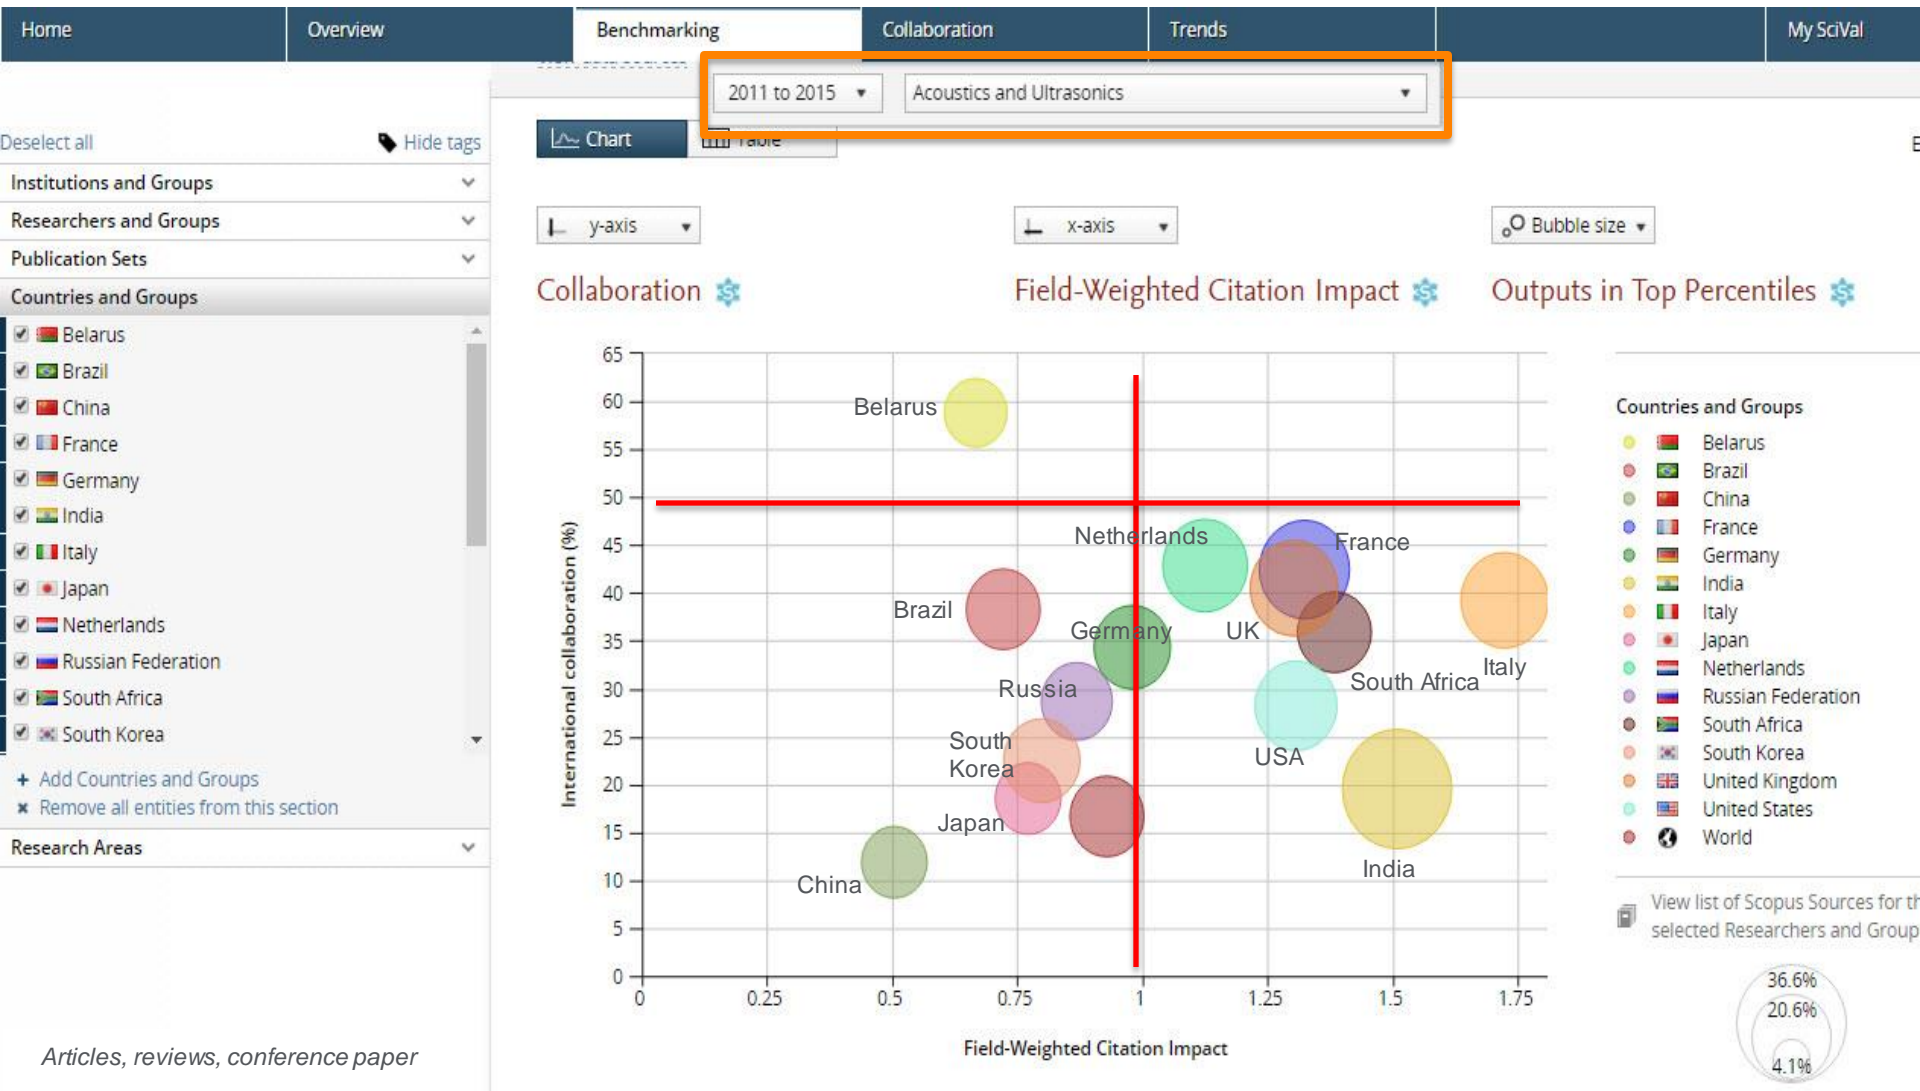 Home
Overview
Benchmarking
Collaboration
Trends
My SciVal
2011 to 2015
Acoustics and Ultrasonics
Deselect all
Hide tags
Chart
Table
Institutions and Groups
Researchers and Groups
Publication Sets
Countries and Groups
Belarus
Brazil
China
France
Germany
India
Italy
Japan
Netherlands
Russian Federation
South Africa
South Korea
+ Add Countries and Groups
× Remove all entities from this section
Research Areas
Articles, reviews, conference paper
y-axis
x-axis
Bubble size
Collaboration
Field-Weighted Citation Impact
Outputs in Top Percentiles
International collaboration (%)
65
60
55
50
45
40
35
30
25
20
15
10
5
0
Belarus
Netherlands
France
Brazil
Germany
UK
Russia
South Africa
Italy
South
Korea
USA
Japan
India
China
0
0.25
0.5
0.75
1
1.25
1.5
1.75
Field-Weighted Citation Impact
E
Countries and Groups
Belarus
Brazil
China
France
Germany
India
Italy
Japan
Netherlands
Russian Federation
South Africa
South Korea
United Kingdom
United States
World
View list of Scopus Sources for th
selected Researchers and Group
36.6%
20.6%
4.1%